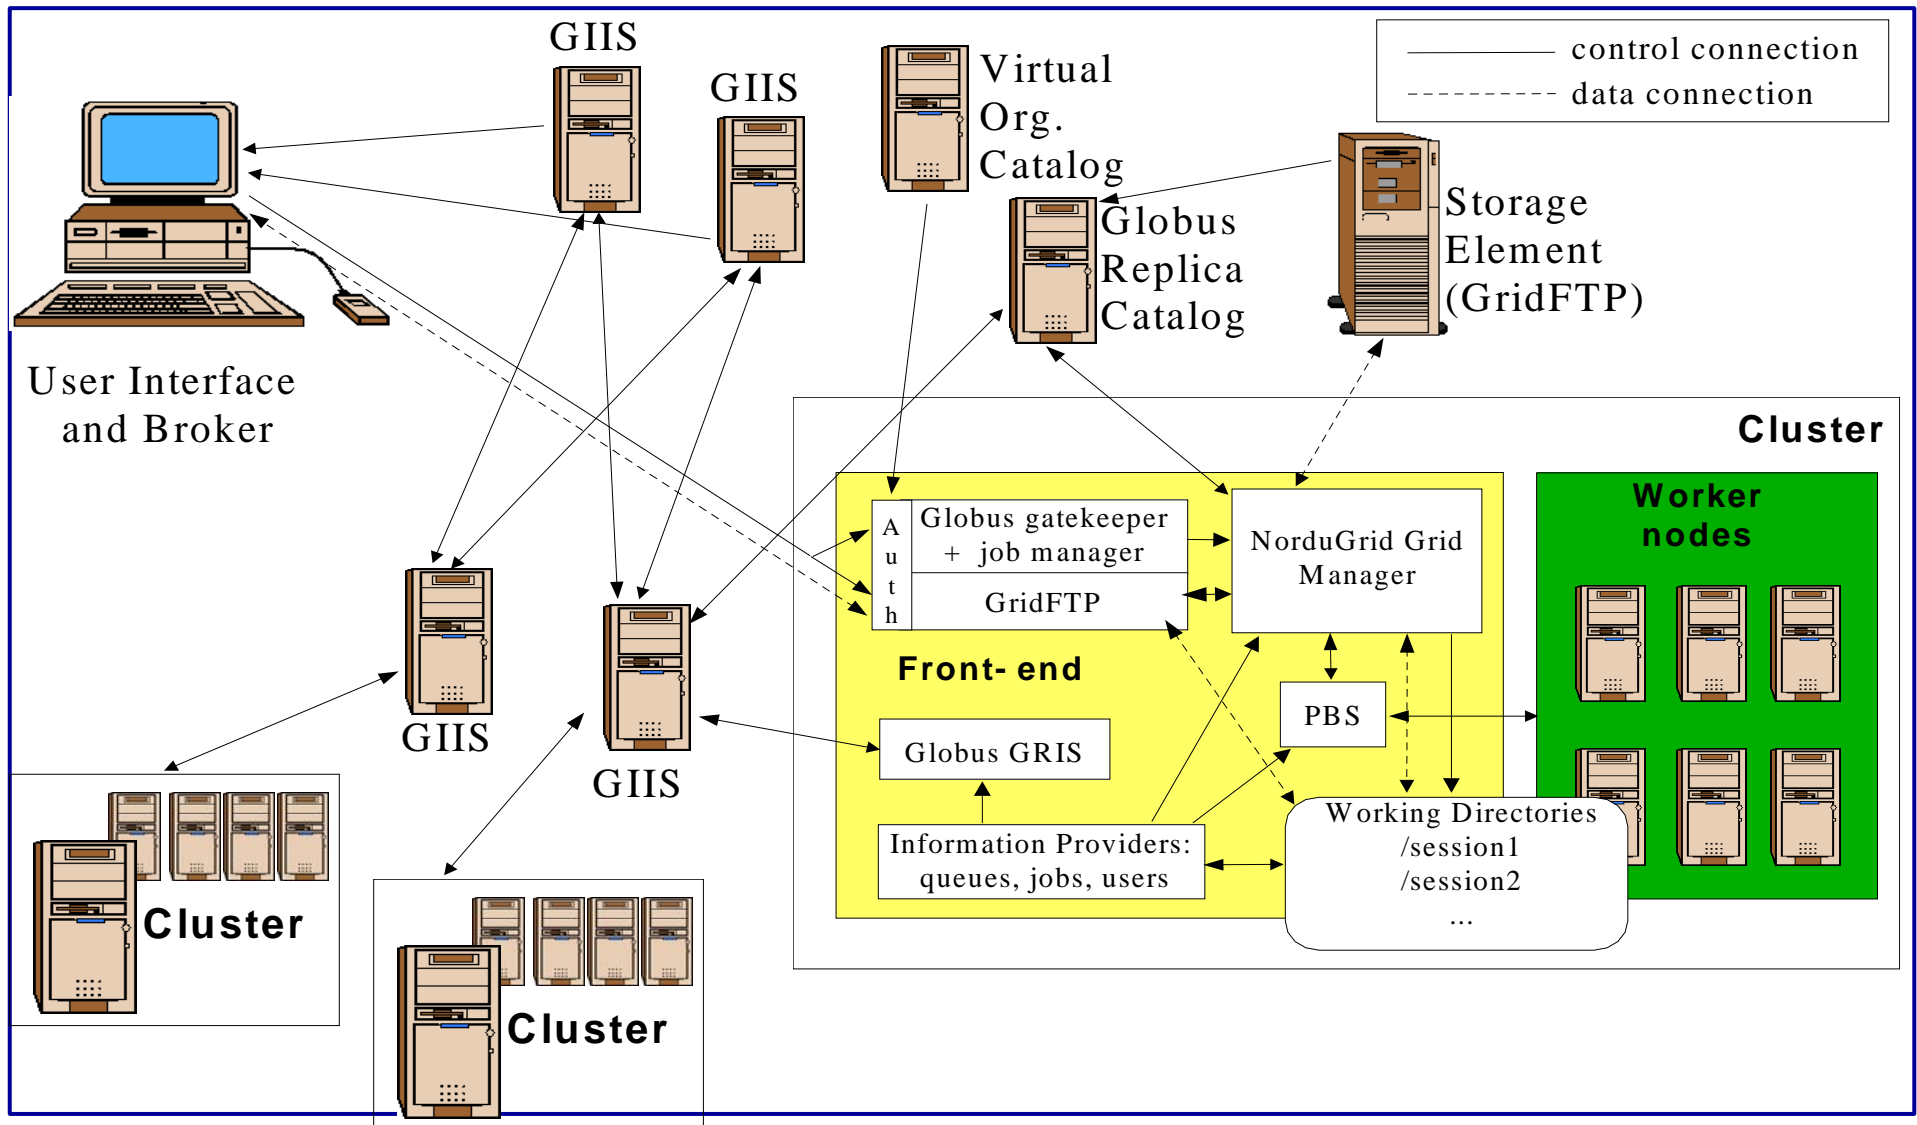 GIIS
GIIS
Virtual
Org.
Catalog
control connection
data connection
Globus
Replica
Catalog
Storage
Element
(GridFTP)
User Interface
and Broker
Cluster
Worker
nodes
Auth
Globus gatekeeper
+ job manager
GridFTP
NorduGrid Grid
Manager
Front- end
PBS
Globus GRIS
Information Providers:
queues, jobs, users
Working Directories
/session1
/session2
...
GIIS
GIIS
Cluster
Cluster